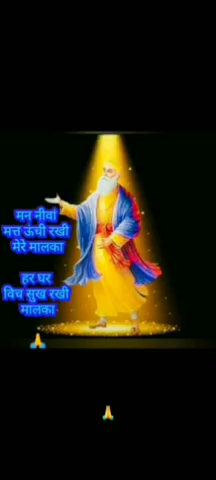 मन नीवां
मत्त ऊंची रखी
मेरे मालका
हर घर
विच सुख रखी
मालका
🙏
🙏